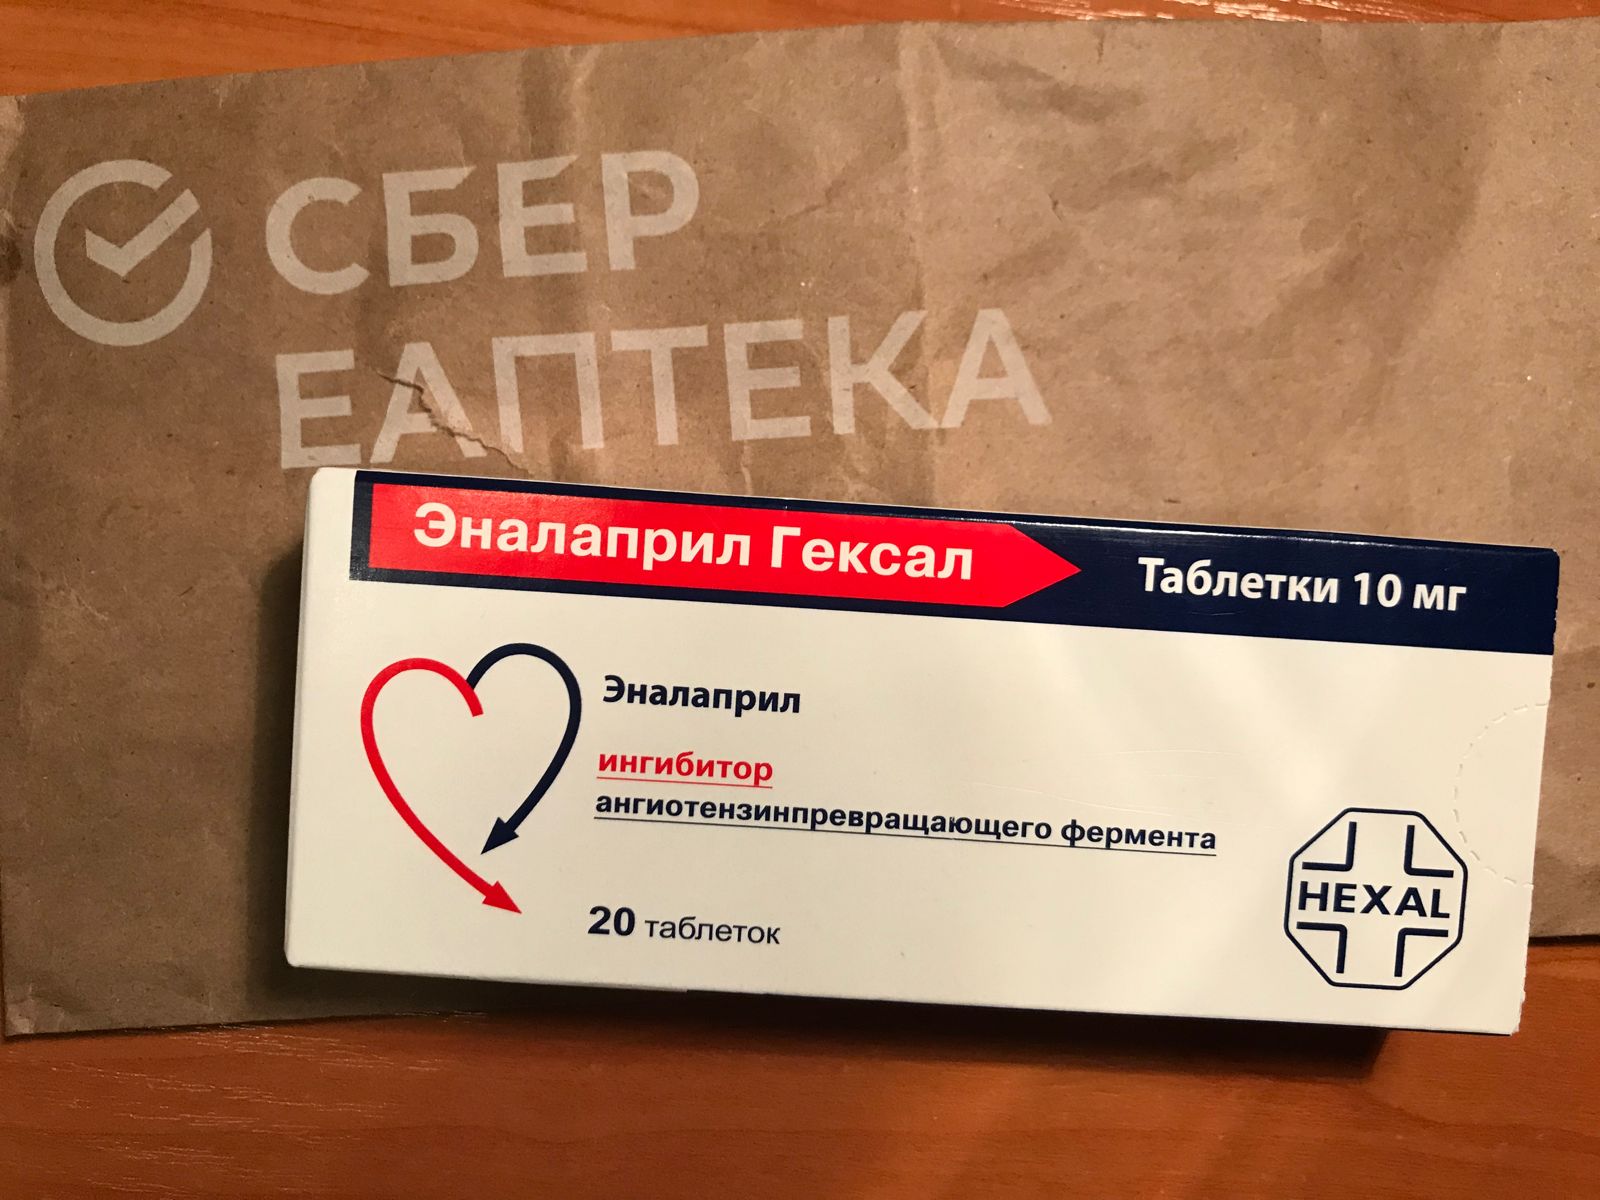 СБЕР
ЕАПТЕКА
Эналаприл Гексал
Таблетки 10 мг
Эналаприл
ингибитор
ангиотензинпревращающего фермента
20 таблеток
HEXAL